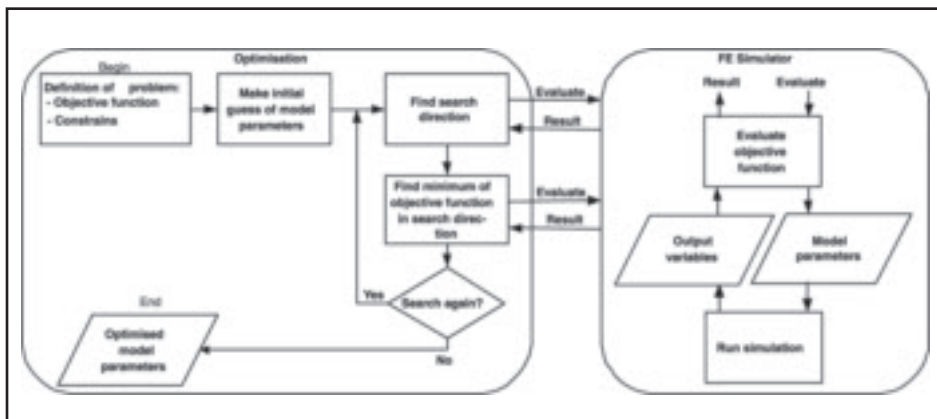 Optimisation
Begin
Definition of problem:
- Objective function
- Constrains
Make initial
guess of model
parameters
Find search
direction
Evaluate
Result
Find minimum of
objective function
in search direc-
tion
Evaluate
Result
Search again?
Yes
No
End
Optimised
model
parameters
FE Simulator
Result
Evaluate
Evaluate
objective
function
Output
variables
Model
parameters
Run simulation